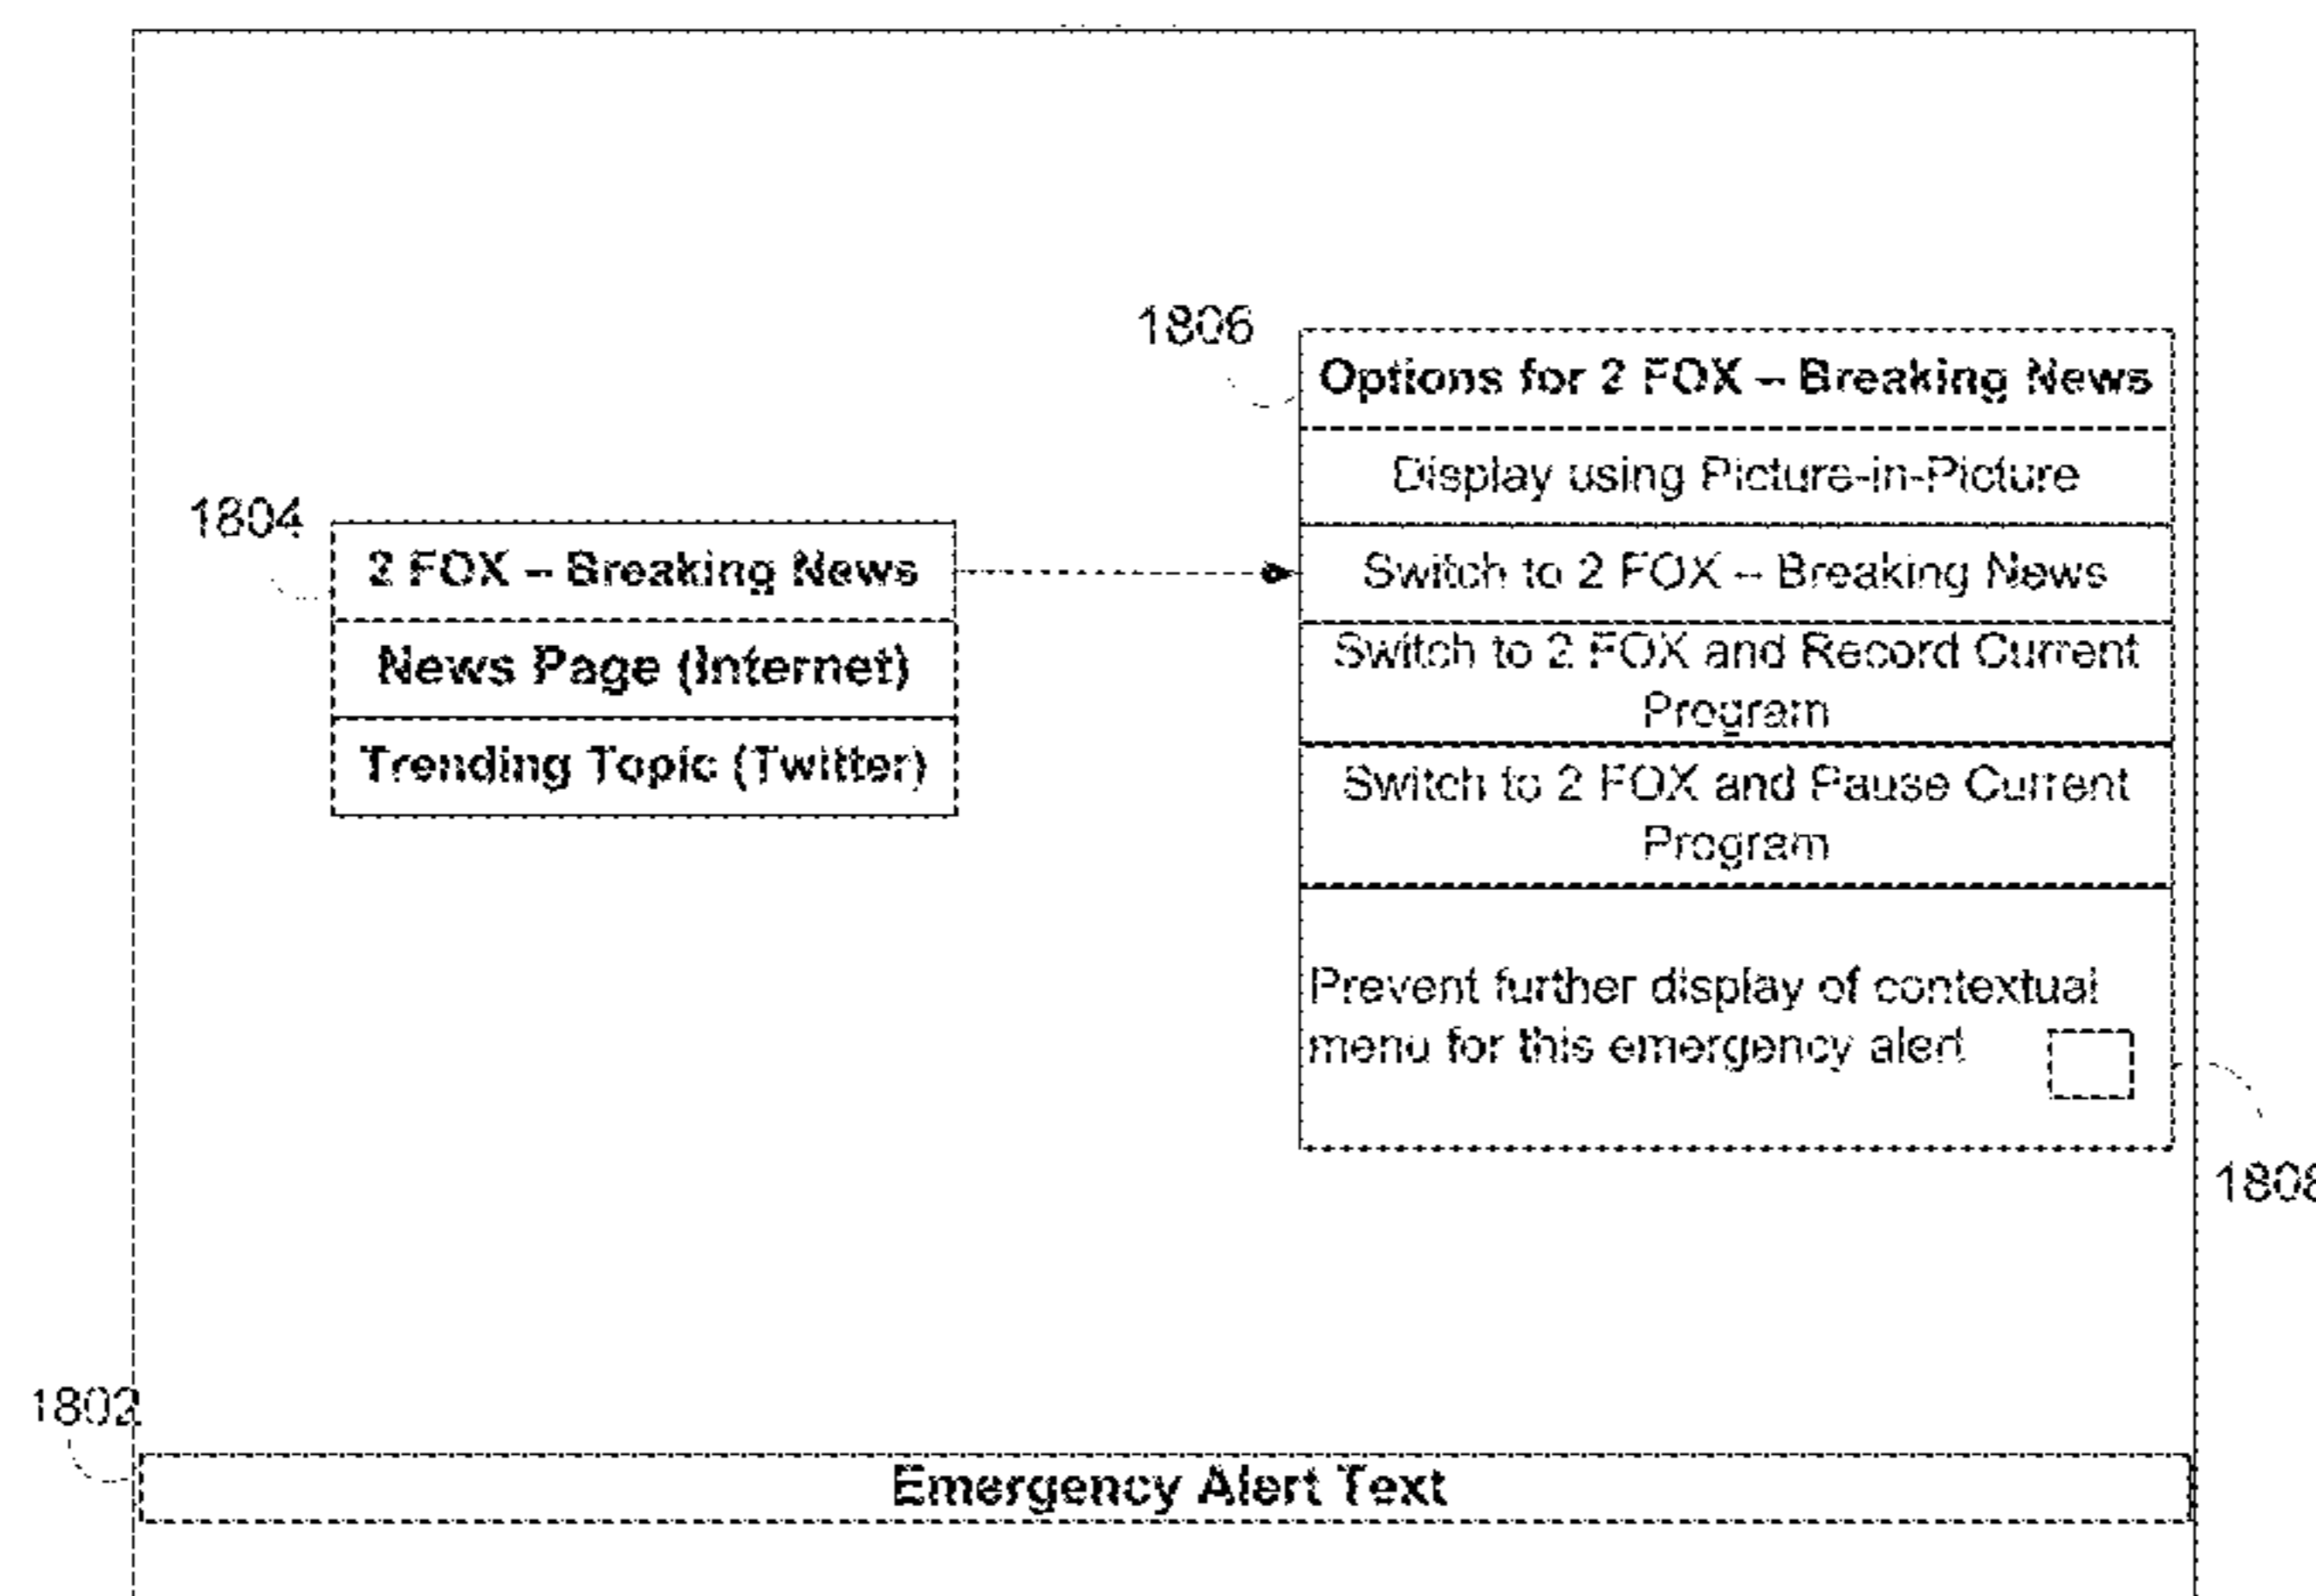 1806
Options for 2 FOX – Breaking News
Display using Picture-in-Picture
1804
2 FOX – Breaking News
Switch to 2 FOX – Breaking News
News Page (Internet)
Switch to 2 FOX and Record Current
Program
Trending Topic (Twitter)
Switch to 2 FOX and Pause Current
Program
Prevent further display of contextual
menu for this emergency alert
1808
1802
Emergency Alert Text